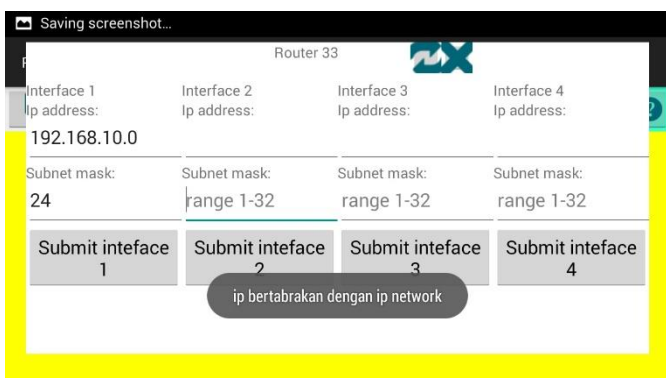 Saving screenshot...
Router 33
Interface 1
Ip address:
192.168.10.0
Subnet mask:
24
Submit inteface
1
Interface 2
Ip address:
Subnet mask:
range 1-32
Submit inteface
2
Interface 3
Ip address:
Subnet mask:
range 1-32
Submit inteface
3
Interface 4
Ip address:
Subnet mask:
range 1-32
Submit inteface
4
ip bertabrakan dengan ip network
?